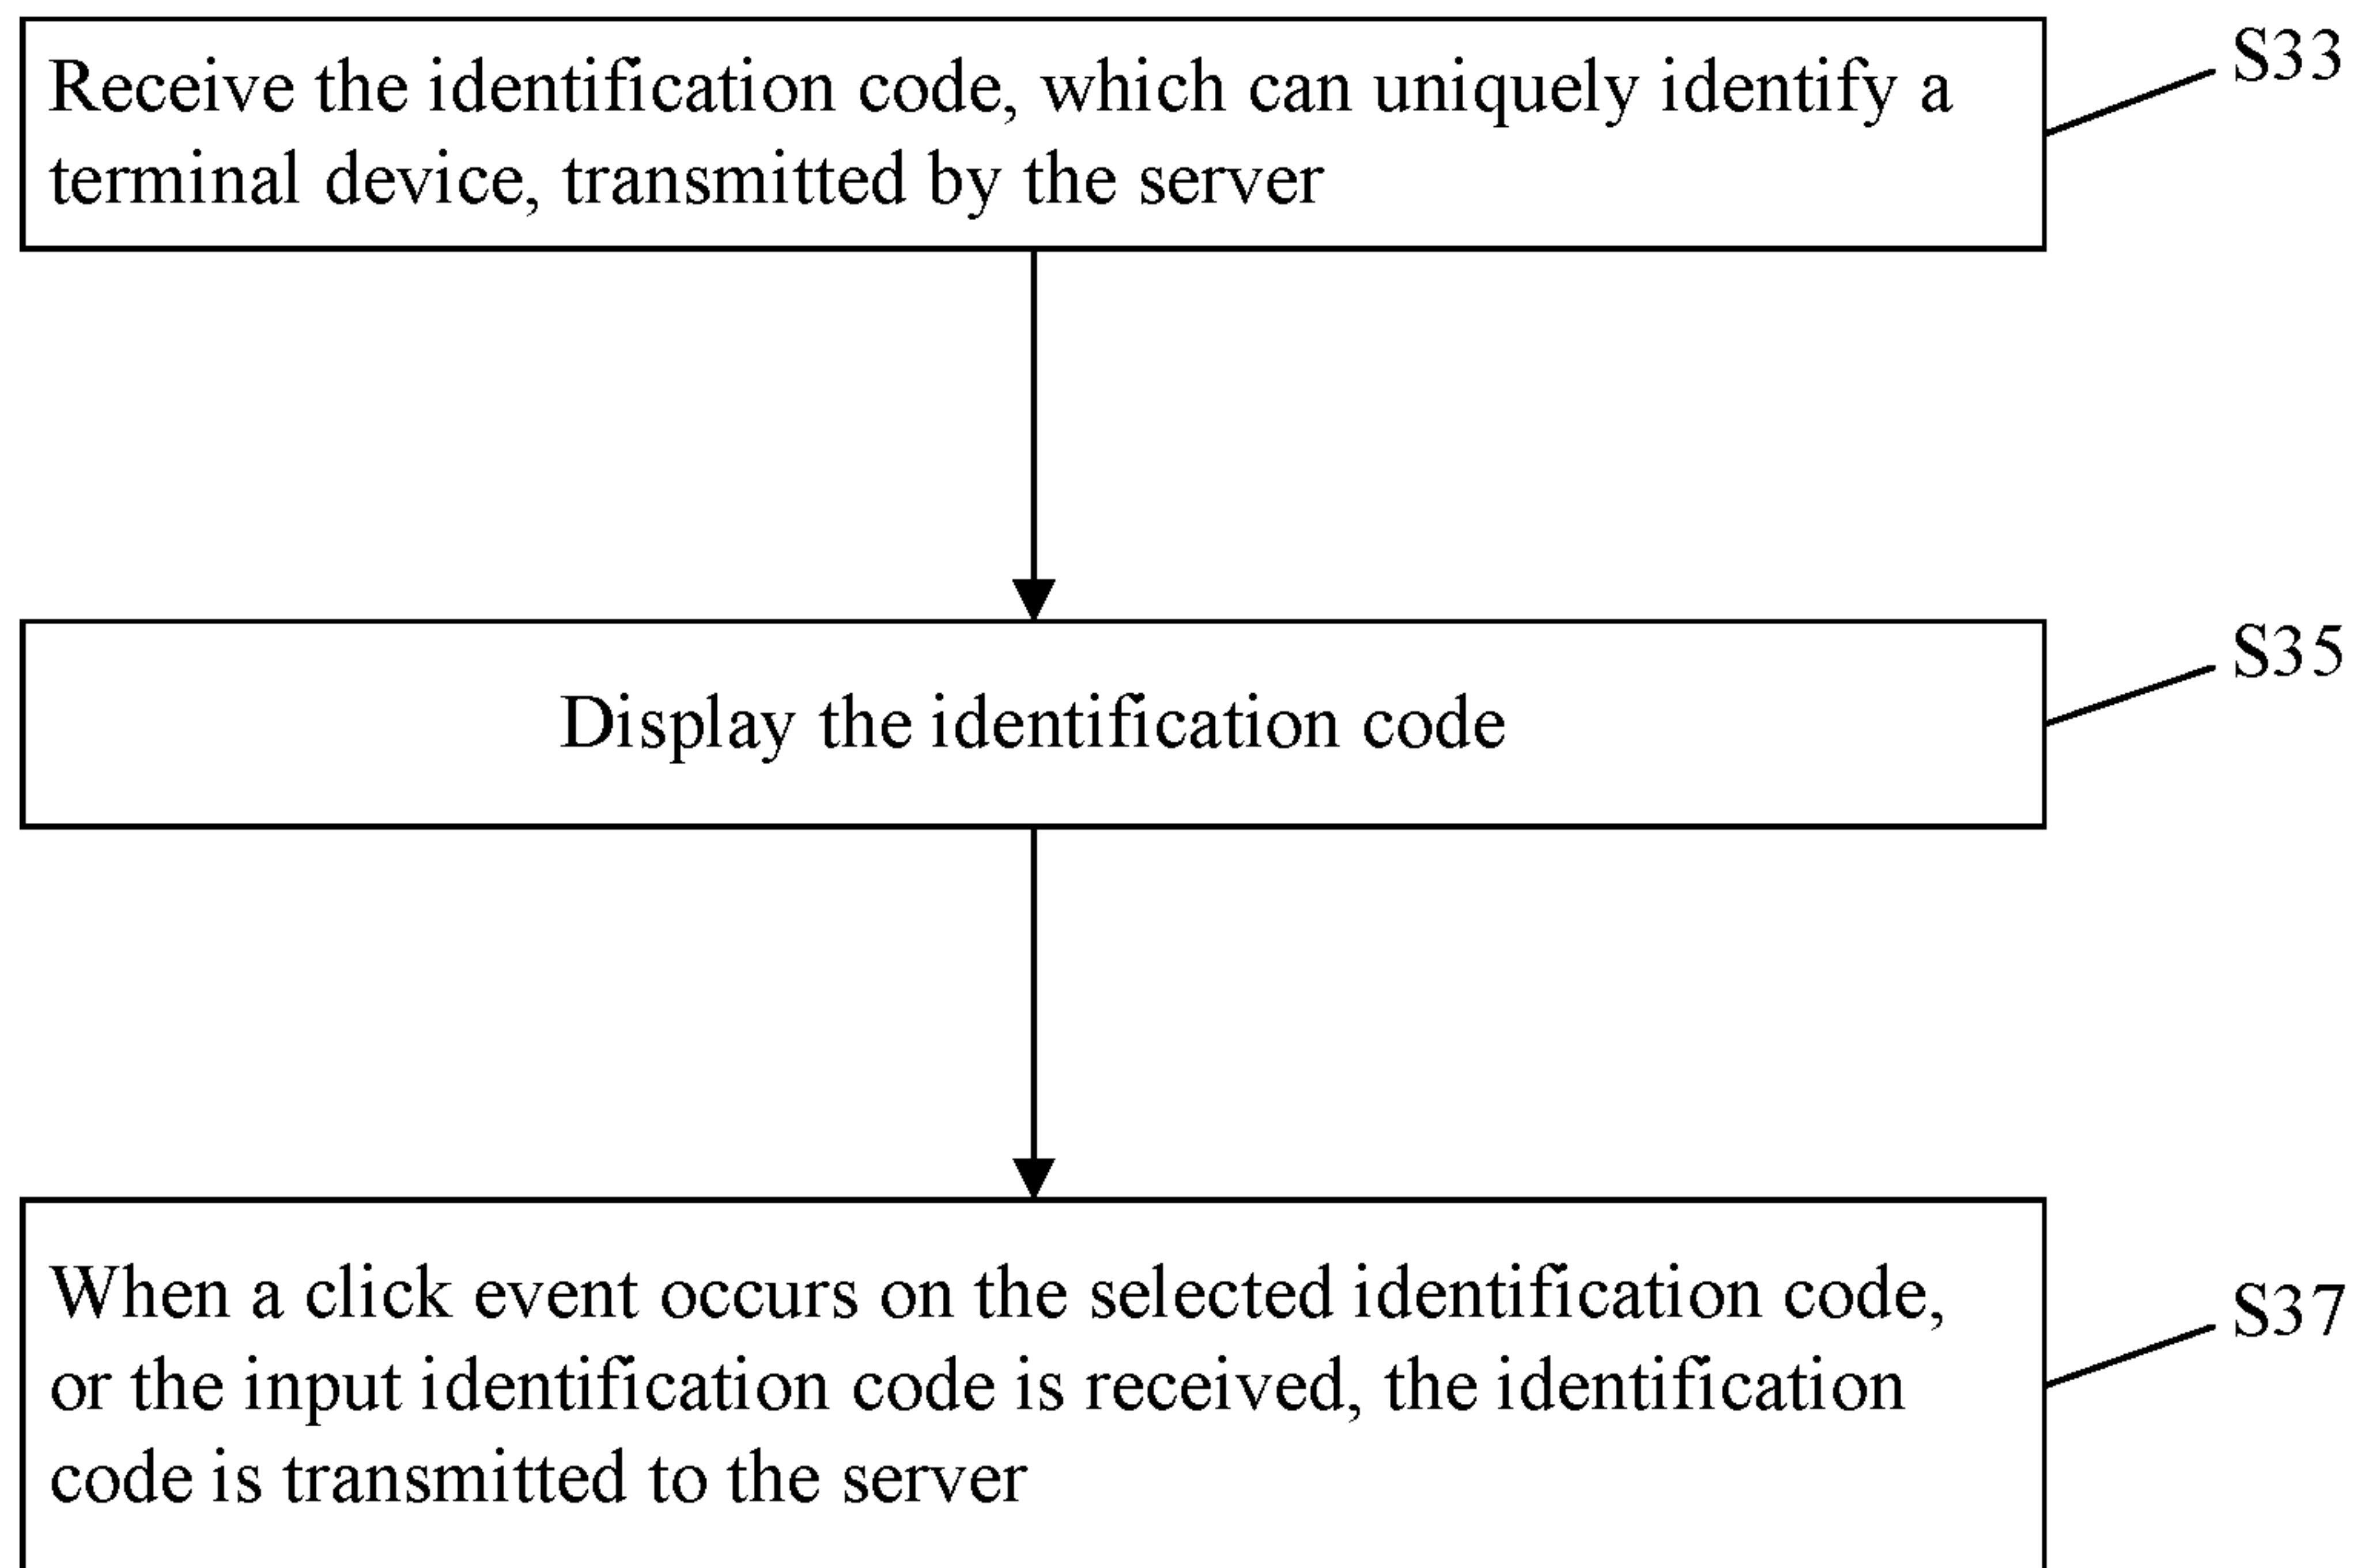 Receive the identification code, which can uniquely identify a
terminal device, transmitted by the server
S33
Display the identification code
S35
When a click event occurs on the selected identification code,
or the input identification code is received, the identification
code is transmitted to the server
S37